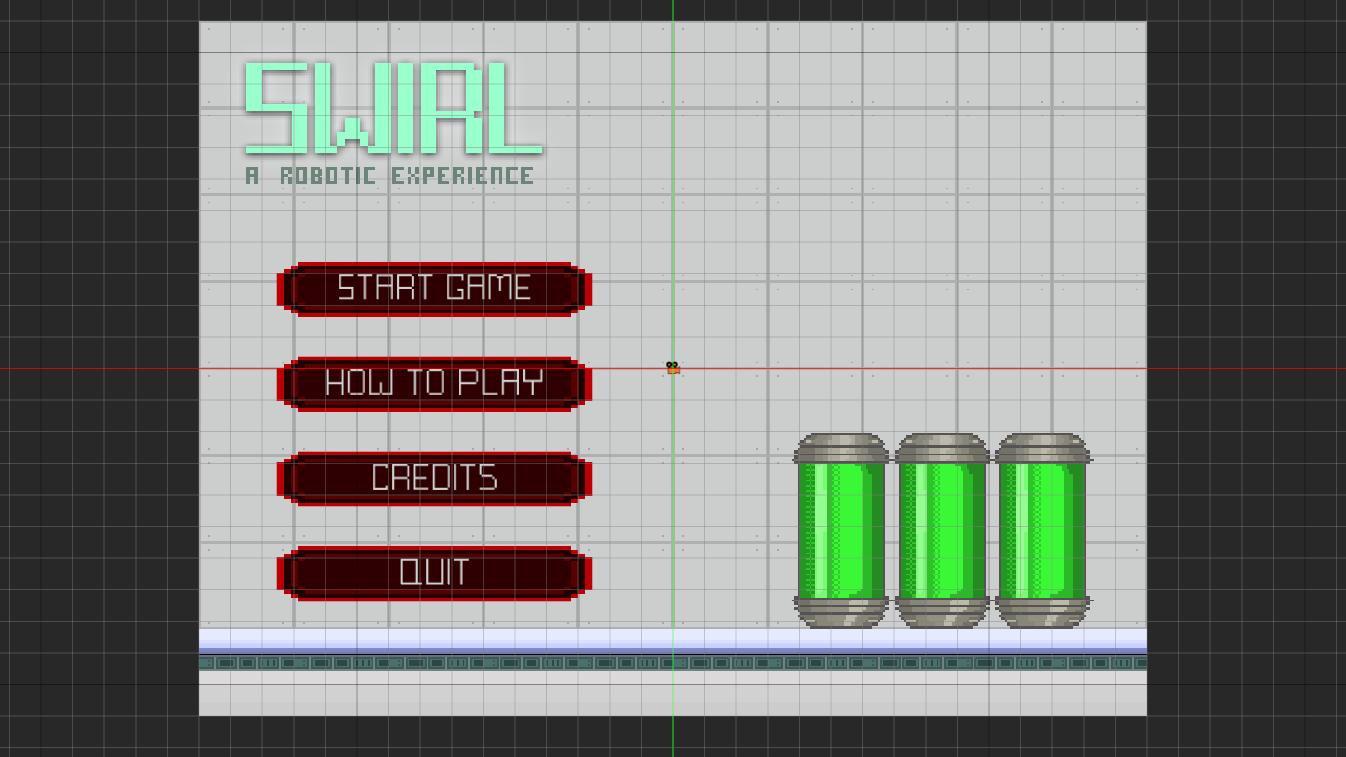 SWIRL
A ROBOTIC EXPERIENCE
START GAME
HOW TO PLAY
CREDITS
QUIT